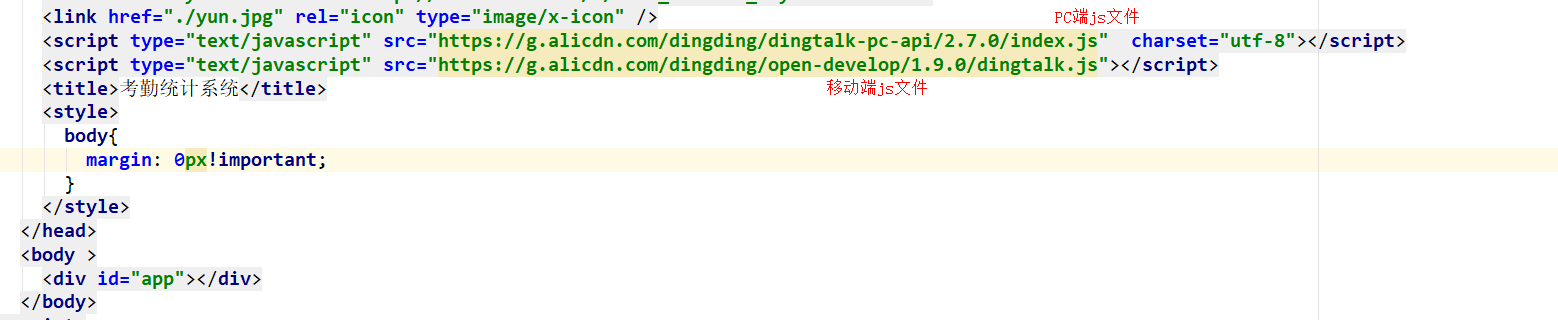 <link href="./yun.jpg" rel="icon" type="image/x-icon" />
PC端js文件
<script type="text/javascript" src="https://g.alicdn.com/dingding/dingtalk-pc-api/2.7.0/index.js"  charset="utf-8"></script>
<script type="text/javascript" src="https://g.alicdn.com/dingding/open-develop/1.9.0/dingtalk.js"></script>
<title>考勤统计系统</title>
移动端js文件
<style>
body{
margin: 0px!important;
}
</style>
</head>
<body >
<div id="app"></div>
</body>